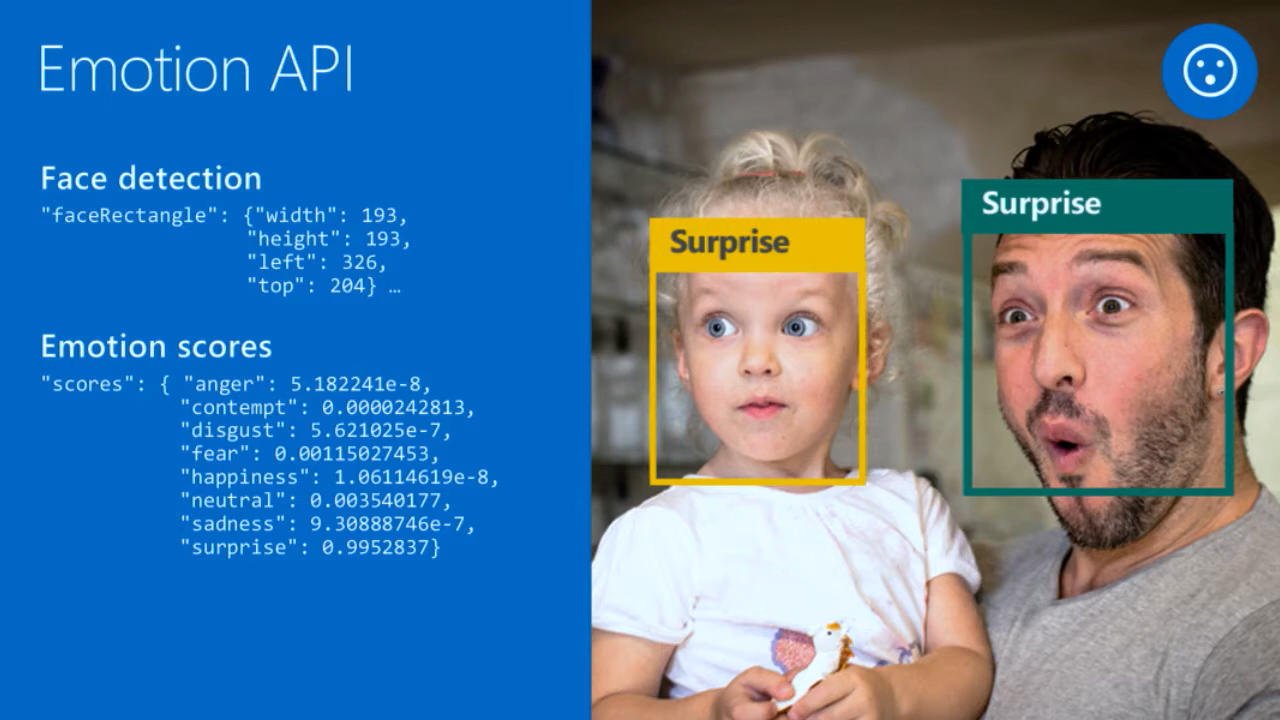 Emotion API
Face detection
"faceRectangle": {"width": 193,
"height": 193,
"left": 326,
"top": 204} …
Emotion scores
"scores": { "anger": 5.182241e-8,
"contempt": 0.0000242813,
"disgust": 5.621025e-7,
"fear": 0.00115027453,
"happiness": 1.06114619e-8,
"neutral": 0.003540177,
"sadness": 9.30888746e-7,
"surprise": 0.9952837}
Surprise
Surprise